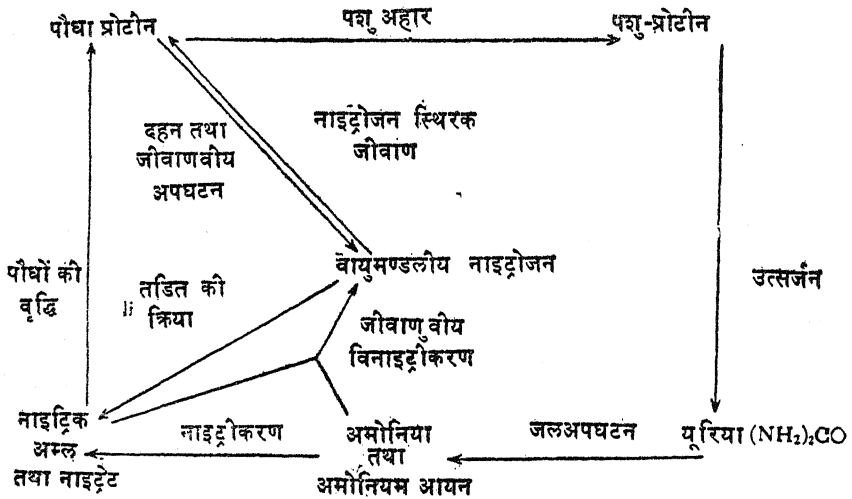 पौधा प्रोटीन
पशु अहार
पशु-प्रोटीन
दहन तथा
जीवाणवीय
अपघटन
नाइट्रोजन स्थिरक
जीवाण
वायुमण्डलीय नाइट्रोजन
पौधों की
वृद्धि
तडित की
क्रिया
उत्सर्जन
जीवाणुवीय
विनाइट्रीकरण
नाइट्रिक
अम्ल
तथा नाइट्रेट
नाइट्रीकरण
अमोनिया
तथा
अमोनियम आयन
जलअपघटन
यूरिया (NH₂)₂CO